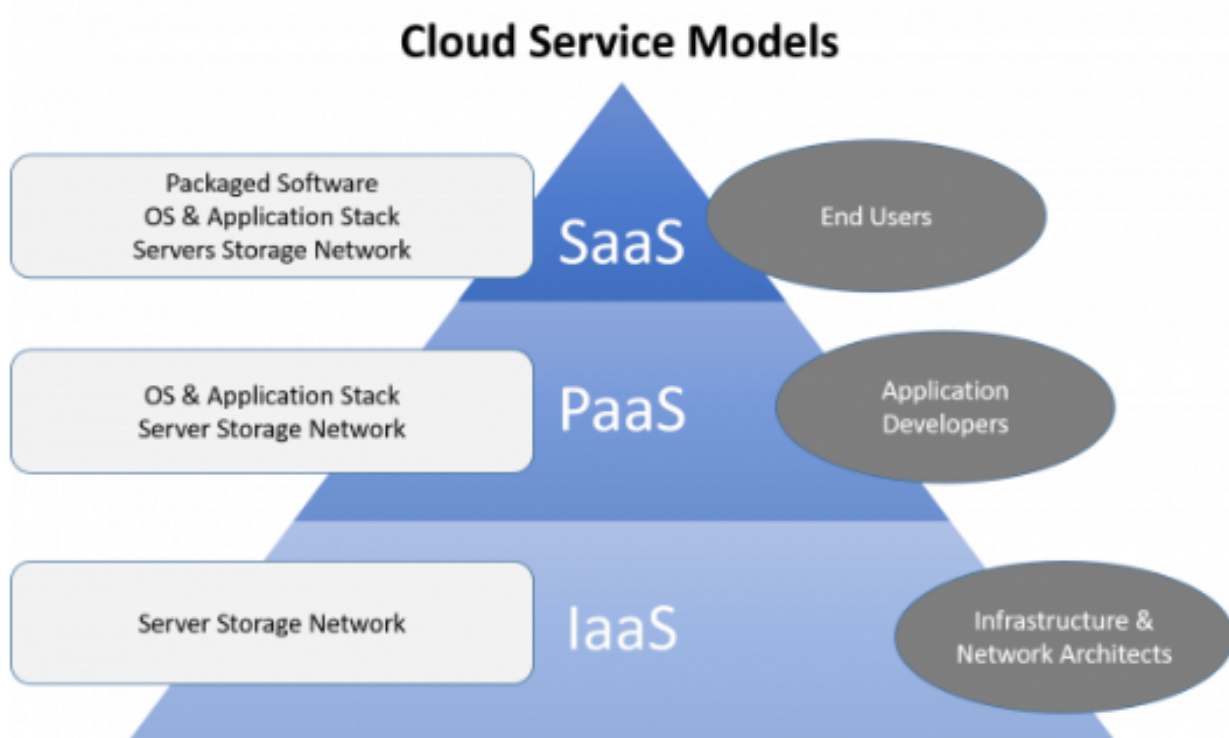 Cloud Service Models
Packaged Software
OS & Application Stack
Servers Storage Network
SaaS
End Users
OS & Application Stack
Server Storage Network
PaaS
Application
Developers
Server Storage Network
IaaS
Infrastructure &
Network Architects